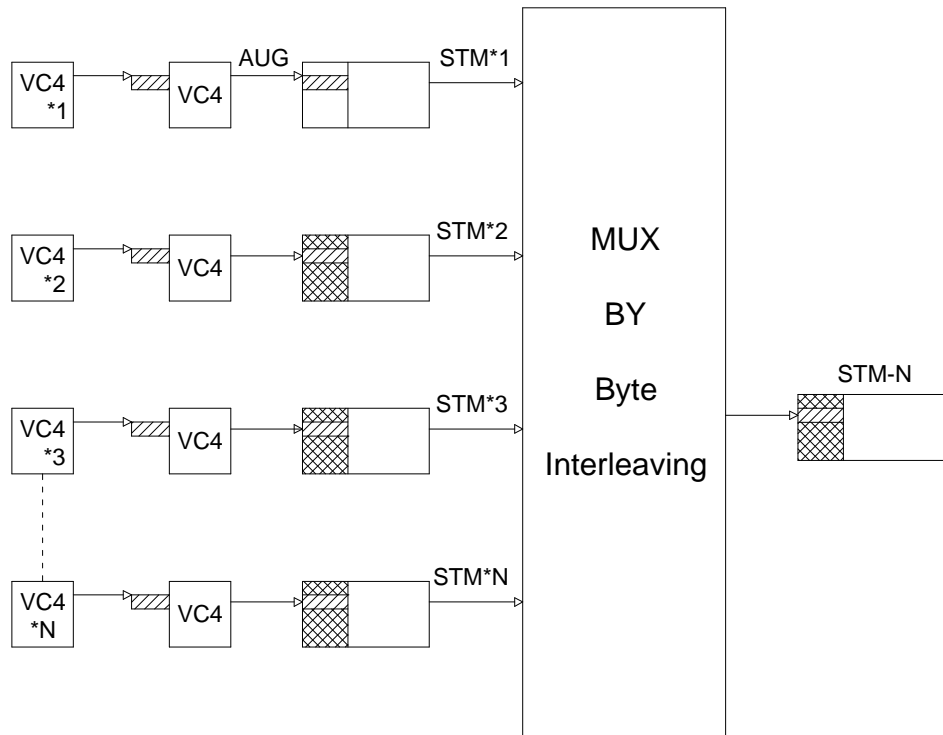 AUG
STM*1
VC4
*1
VC4
STM*2
VC4
*2
VC4
STM*3
VC4
*3
VC4
STM*N
VC4
*N
VC4
MUX
BY
Byte
Interleaving
STM-N